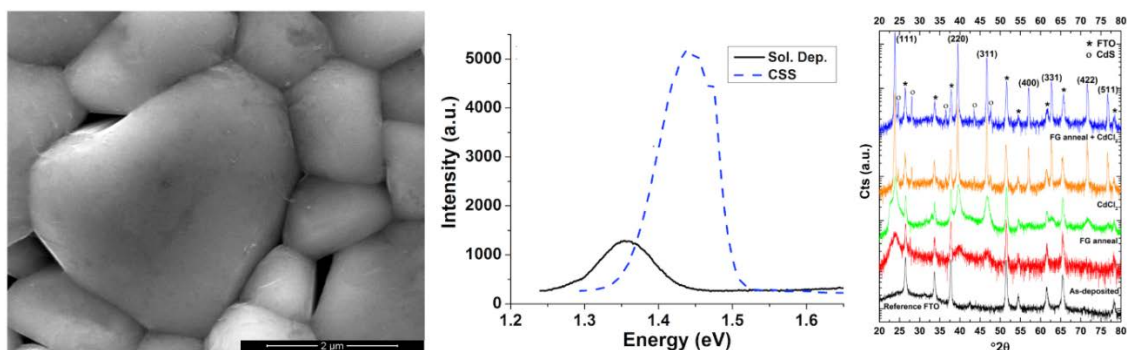 2 µm
Intensity (a.u.)
5000
4000
3000
2000
1000
0
Sol. Dep.
CSS
1.2 1.3 1.4 1.5 1.6
Energy (eV)
20 25 30 35 40 45 50 55 60 65 70 75 80
Cts (a.u.)
(111)
(220)
(311)
(400)
(331)
(422)
(511)
* FTO
o CdS
FG anneal + CdCl₂
CdCl₂
FG anneal
As-deposited
Reference FTO
20 25 30 35 40 45 50 55 60 65 70 75 80
°2θ